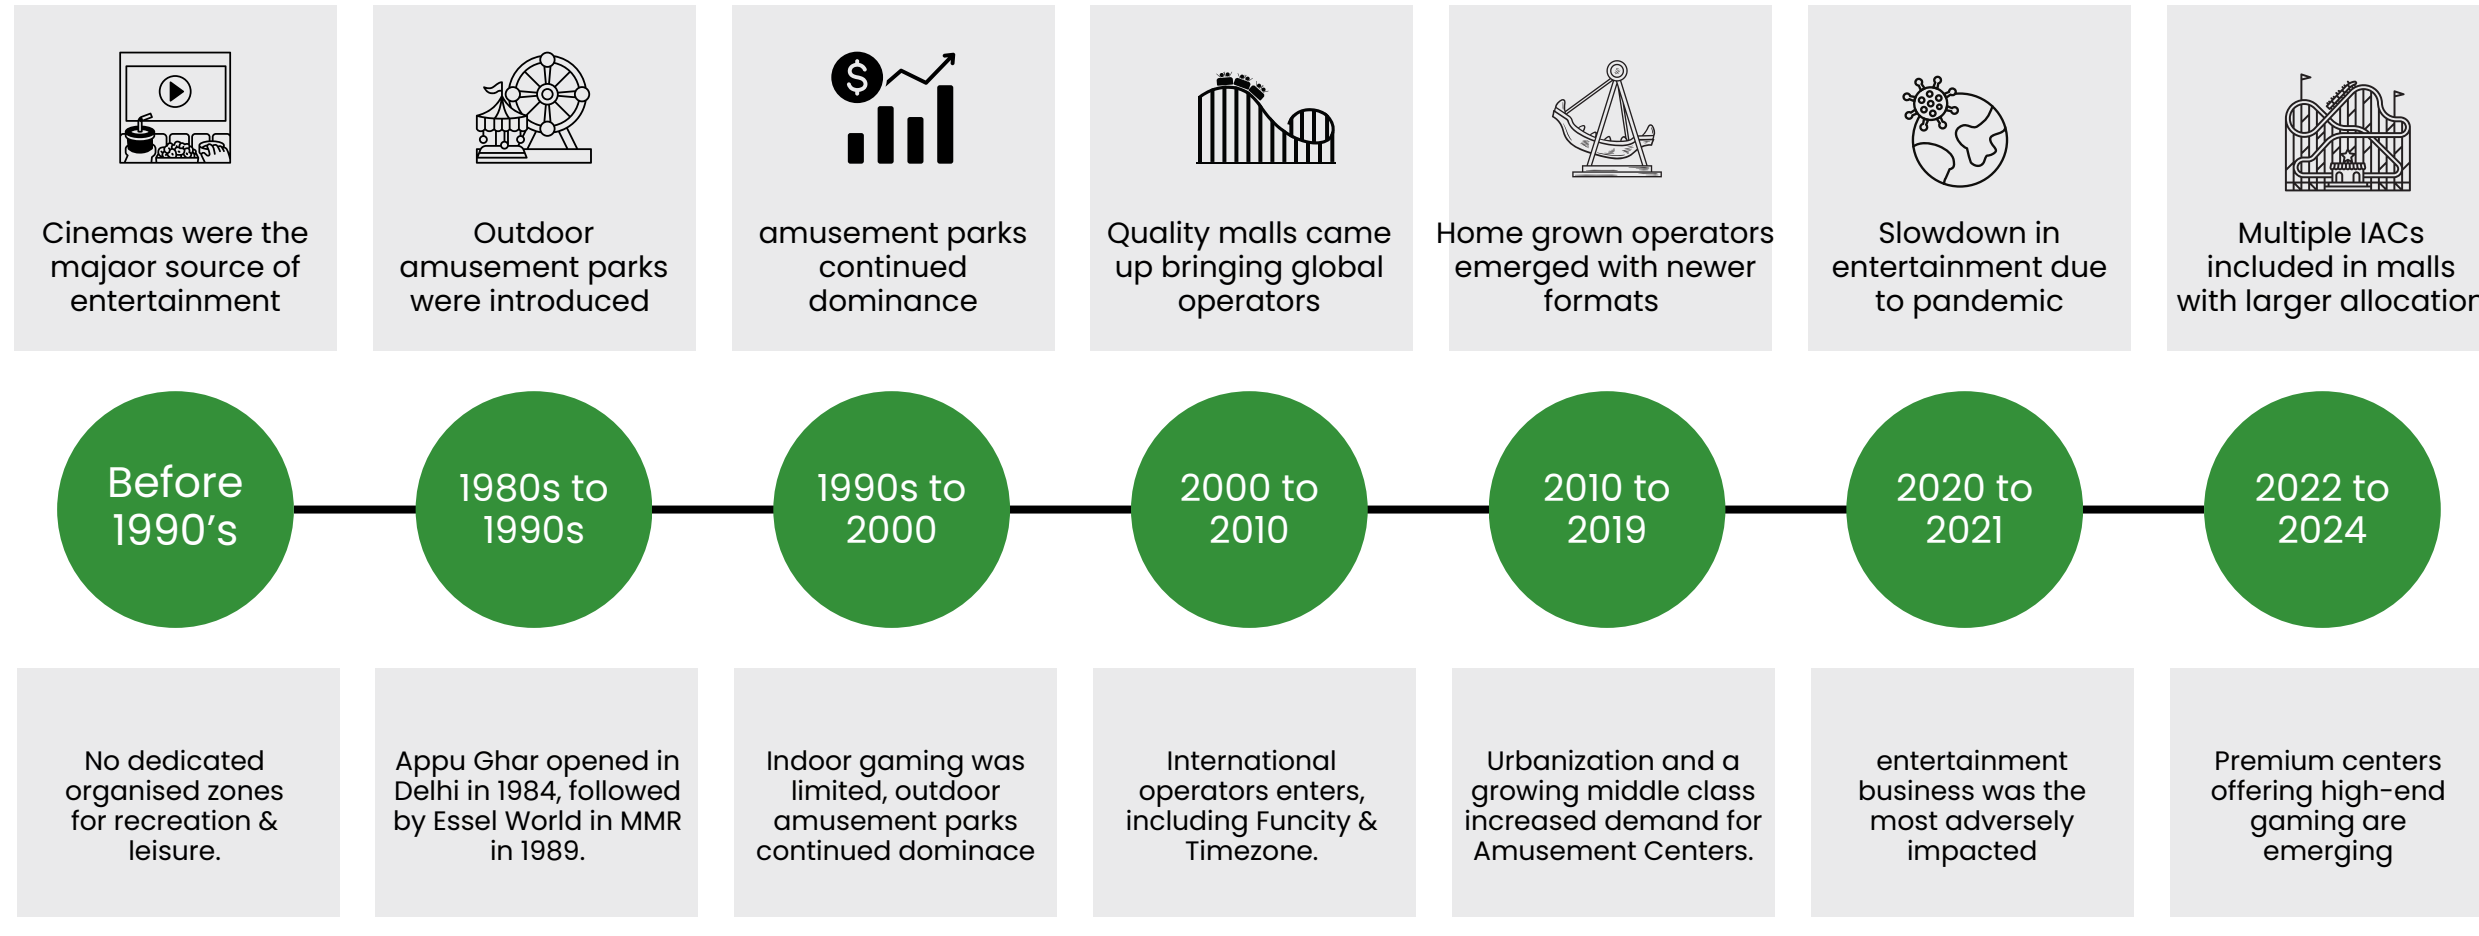 Cinemas were the
majaor source of
entertainment
Outdoor
amusement parks
were introduced
amusement parks
continued
dominance
Quality malls came
up bringing global
operators
Home grown operators
emerged with newer
formats
Slowdown in
entertainment due
to pandemic
Multiple IACs
included in malls
with larger allocation
Before
1990’s
1980s to
1990s
1990s to
2000
2000 to
2010
2010 to
2019
2020 to
2021
2022 to
2024
No dedicated
organised zones
for recreation &
leisure.
Appu Ghar opened in
Delhi in 1984, followed
by Essel World in MMR
in 1989.
Indoor gaming was
limited, outdoor
amusement parks
continued dominace
International
operators enters,
including Funcity &
Timezone.
Urbanization and a
growing middle class
increased demand for
Amusement Centers.
entertainment
business was the
most adversely
impacted
Premium centers
offering high-end
gaming are
emerging